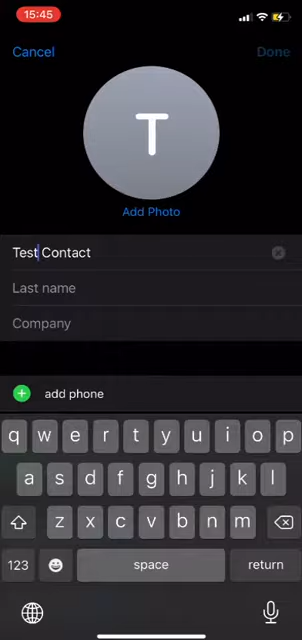 15:45
Cancel
Done
T
Add Photo
Test Contact
Last name
Company
add phone
q w e r t y u i o p
a s d f g h j k l
z x c v b n m
123 space return